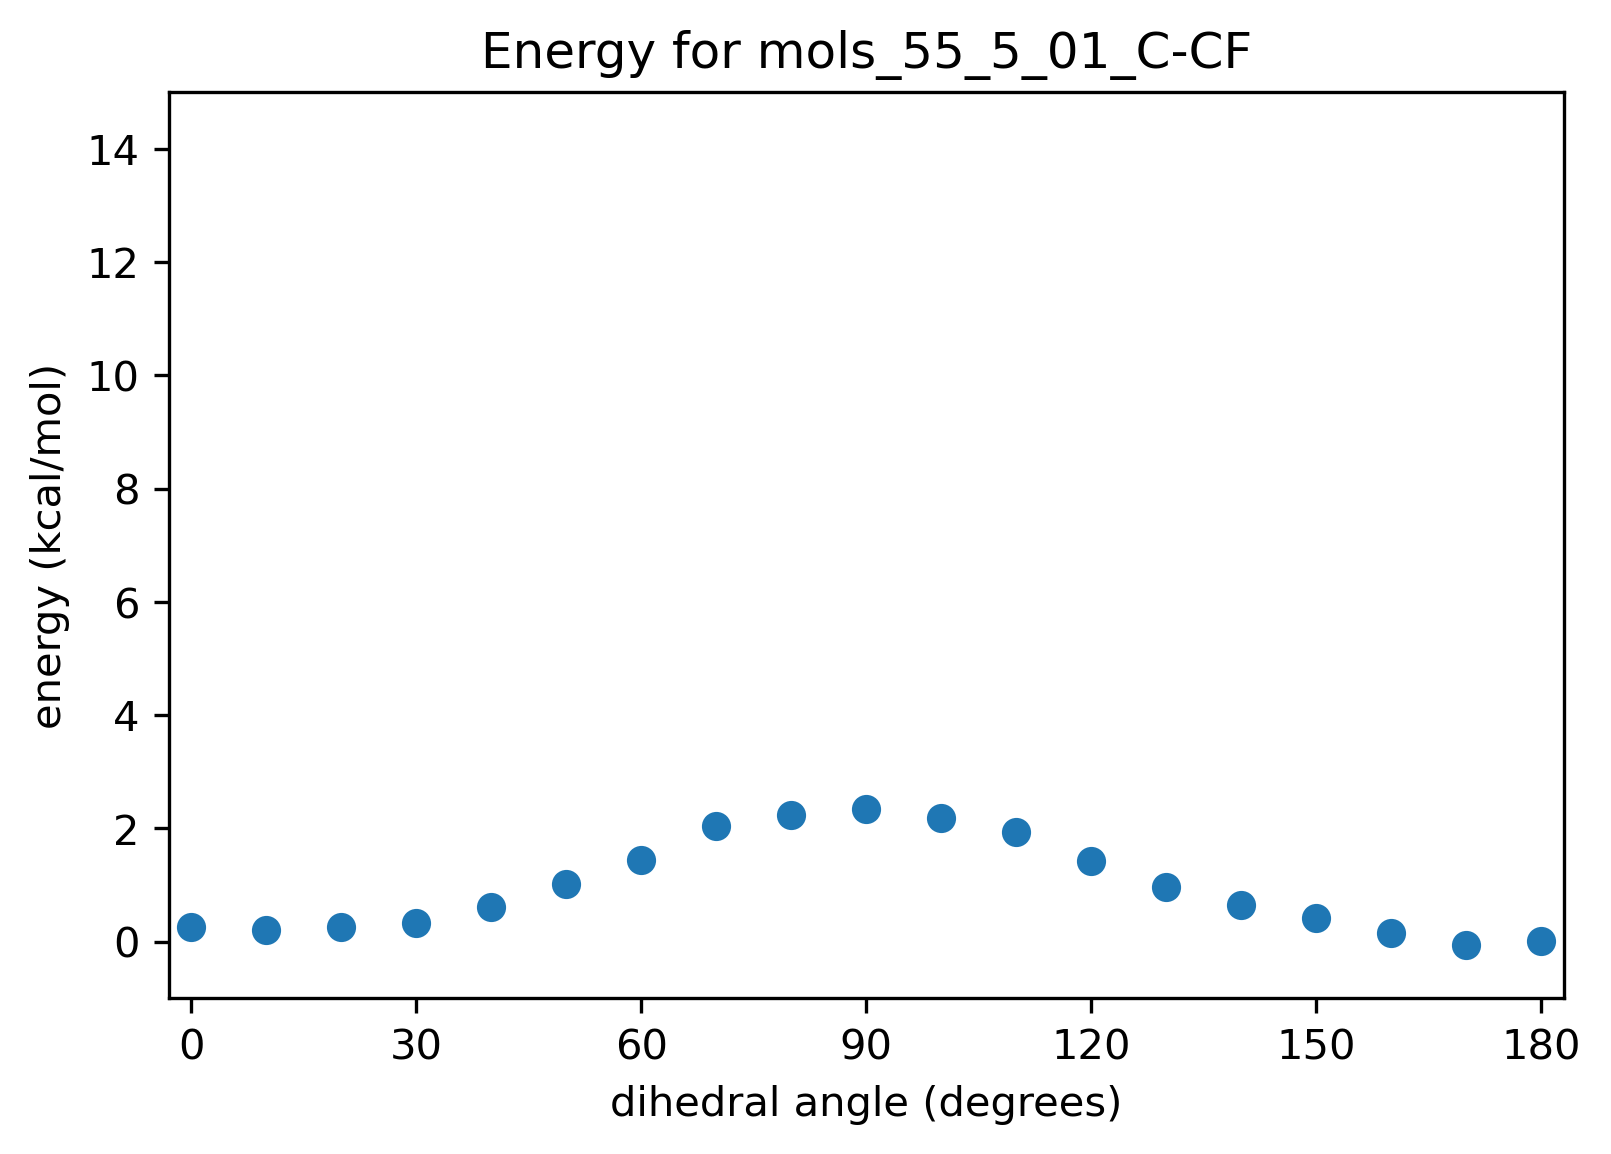 Energy for mols_55_5_01_C-CF
14
12
10
8
6
4
2
0
energy (kcal/mol)
0 30 60 90 120 150 180
dihedral angle (degrees)